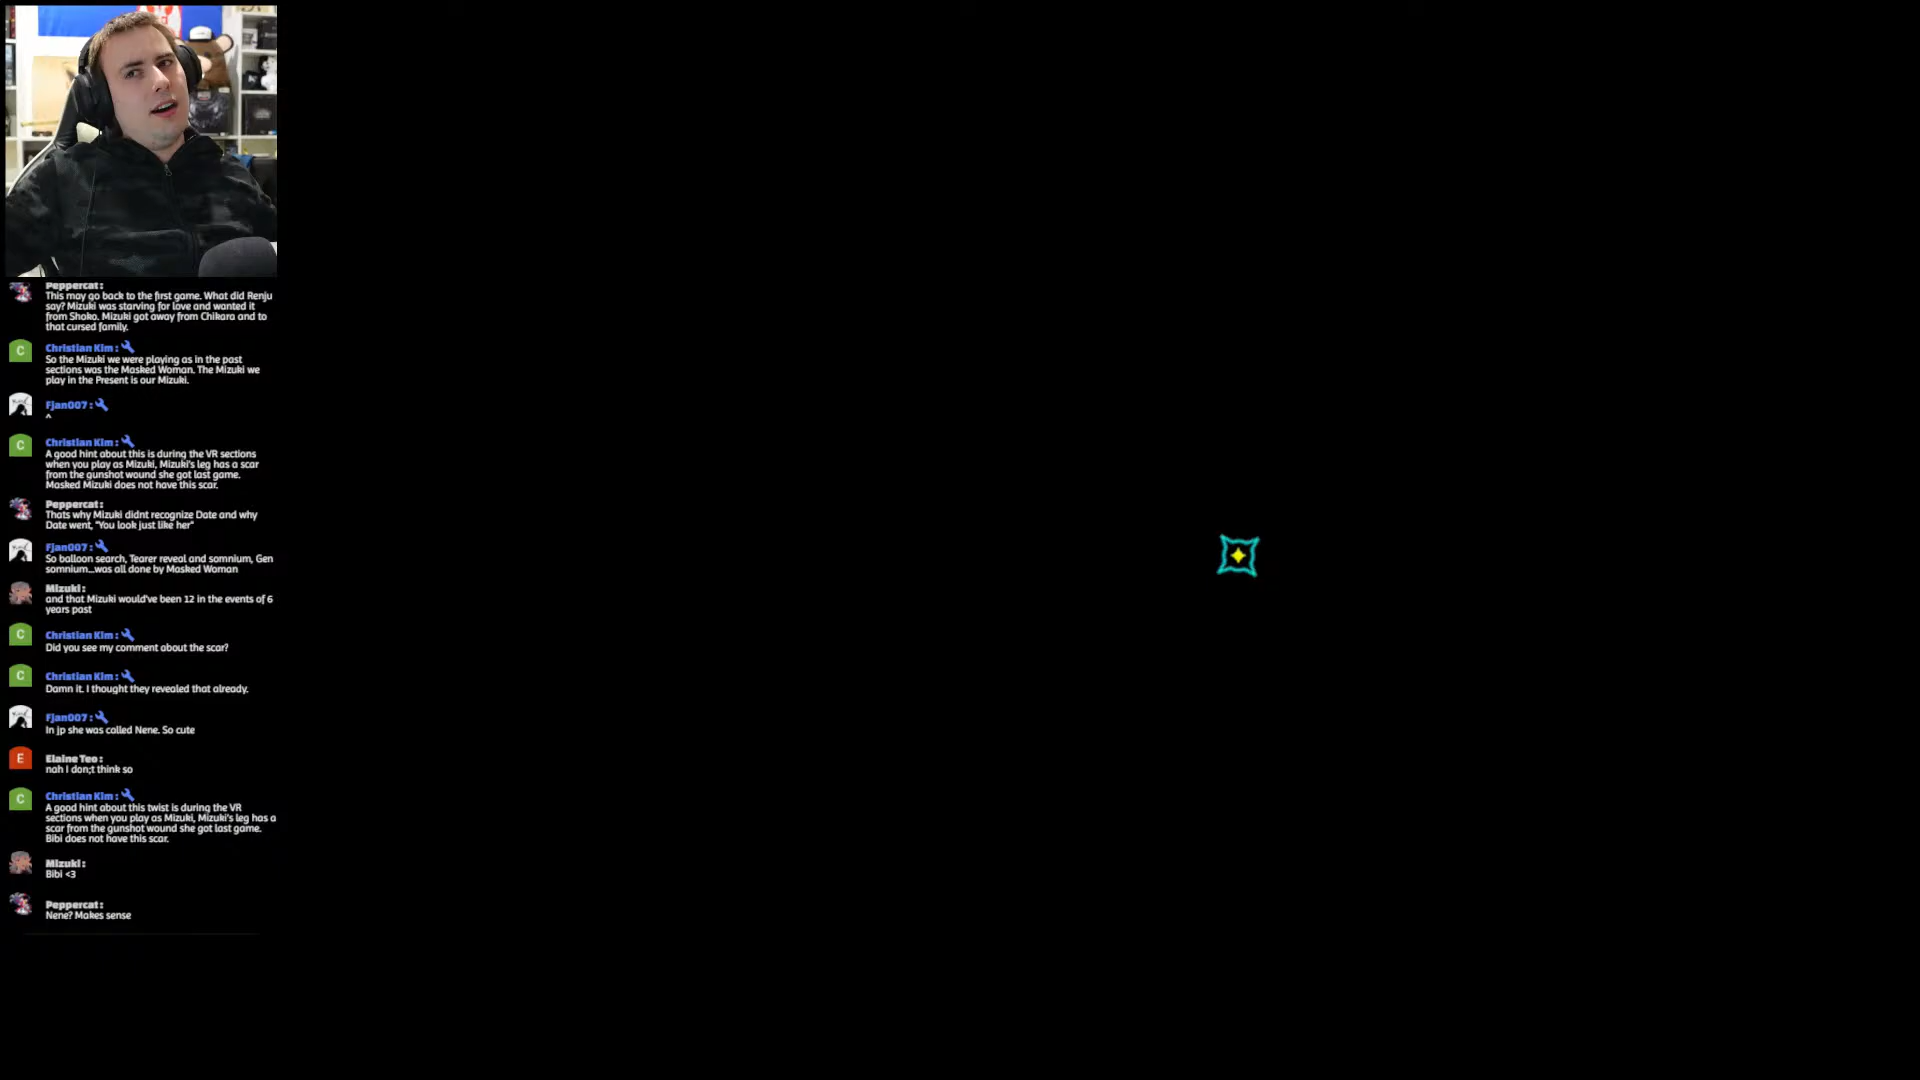 Peppercat :
This may go back to the first game. What did Renju
say? Mizuki was starving for love and wanted it
from Shoko. Mizuki got away from Chikara and to
that cursed family.
C
Christian Kim :
So the Mizuki we were playing as in the past
sections was the Masked Woman. The Mizuki we
play in the Present is our Mizuki.
Fjan007 :
^
C
Christian Kim :
A good hint about this is during the VR sections
when you play as Mizuki, Mizuki's leg has a scar
from the gunshot wound she got last game.
Masked Mizuki does not have this scar.
Peppercat :
Thats why Mizuki didnt recognize Date and why
Date went, "You look just like her"
Fjan007 :
So balloon search, Tearer reveal and somnium, Gen
somnium...was all done by Masked Woman
Mizuki :
and that Mizuki would've been 12 in the events of 6
years past
C
Christian Kim :
Did you see my comment about the scar?
C
Christian Kim :
Damn it. I thought they revealed that already.
Fjan007 :
In jp she was called Nene. So cute
E
Elaine Teo :
nah I don;t think so
C
Christian Kim :
A good hint about this twist is during the VR
sections when you play as Mizuki, Mizuki's leg has a
scar from the gunshot wound she got last game.
Bibi does not have this scar.
Mizuki :
Bibi <3
Peppercat :
Nene? Makes sense